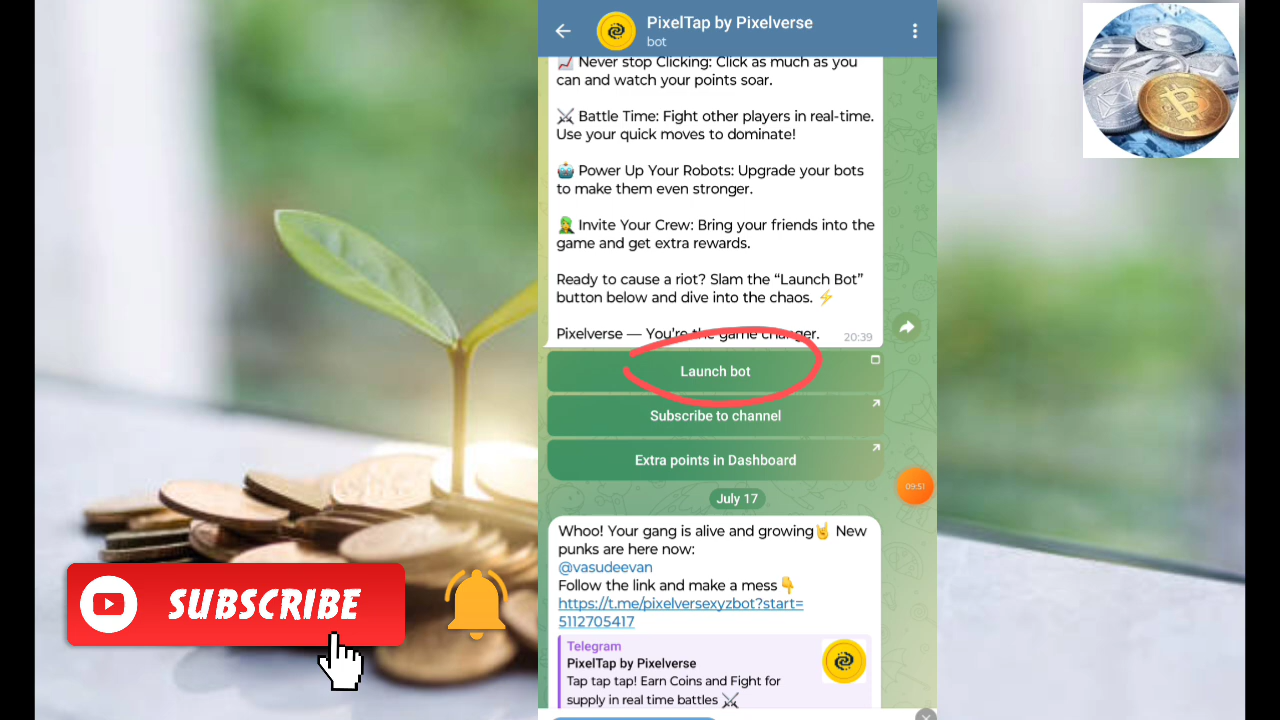 PixelTap by Pixelverse
bot
📈 Never stop Clicking: Click as much as you
can and watch your points soar.
⚔ Battle Time: Fight other players in real-time.
Use your quick moves to dominate!
🤖 Power Up Your Robots: Upgrade your bots
to make them even stronger.
🧟 Invite Your Crew: Bring your friends into the
game and get extra rewards.
Ready to cause a riot? Slam the “Launch Bot”
button below and dive into the chaos. ⚡
Pixelverse — You're the game changer.
20:39
Launch bot
Subscribe to channel
Extra points in Dashboard
09:51
July 17
Whoo! Your gang is alive and growing🤘 New
punks are here now:
@vasudeevan
Follow the link and make a mess👇
https://t.me/pixelversexyzbot?start=
5112705417
Telegram
PixelTap by Pixelverse
Tap tap tap! Earn Coins and Fight for
supply in real time battles ⚔
SUBSCRIBE